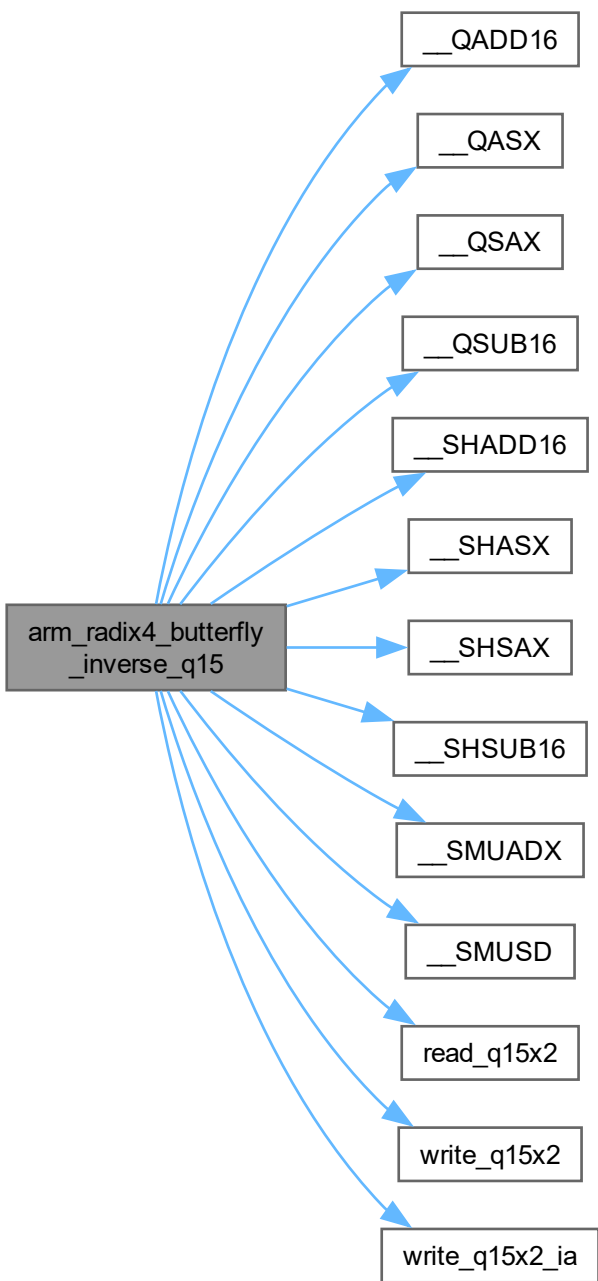 __QADD16
__QASX
__QSAX
__QSUB16
__SHADD16
__SHASX
arm_radix4_butterfly
_inverse_q15
__SHSAX
__SHSUB16
__SMUADX
__SMUSD
read_q15x2
write_q15x2
write_q15x2_ia